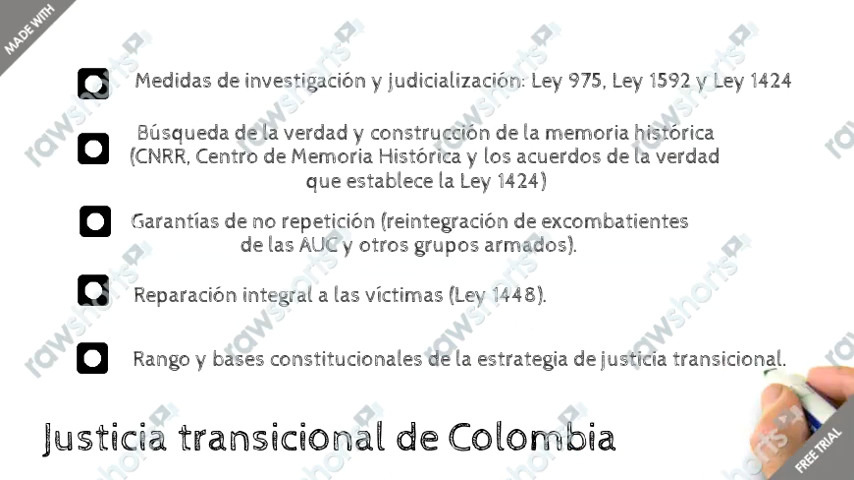 MADE WITH
Medidas de investigación y judicialización: Ley 975, Ley 1592 y Ley 1424
Búsqueda de la verdad y construcción de la memoria histórica
(CNRR, Centro de Memoria Histórica y los acuerdos de la verdad
que establece la Ley 1424)
Garantías de no repetición (reintegración de excombatientes
de las AUC y otros grupos armados).
Reparación integral a las víctimas (Ley 1448).
Rango y bases constitucionales de la estrategia de justicia transicional.
Justicia transicional de Colombia
FREE TRIAL
rawshorts